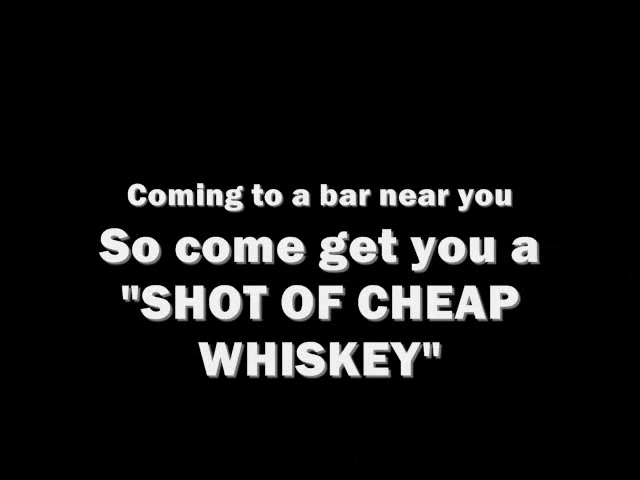 Coming to a bar near you
So come get you a
"SHOT OF CHEAP
WHISKEY"